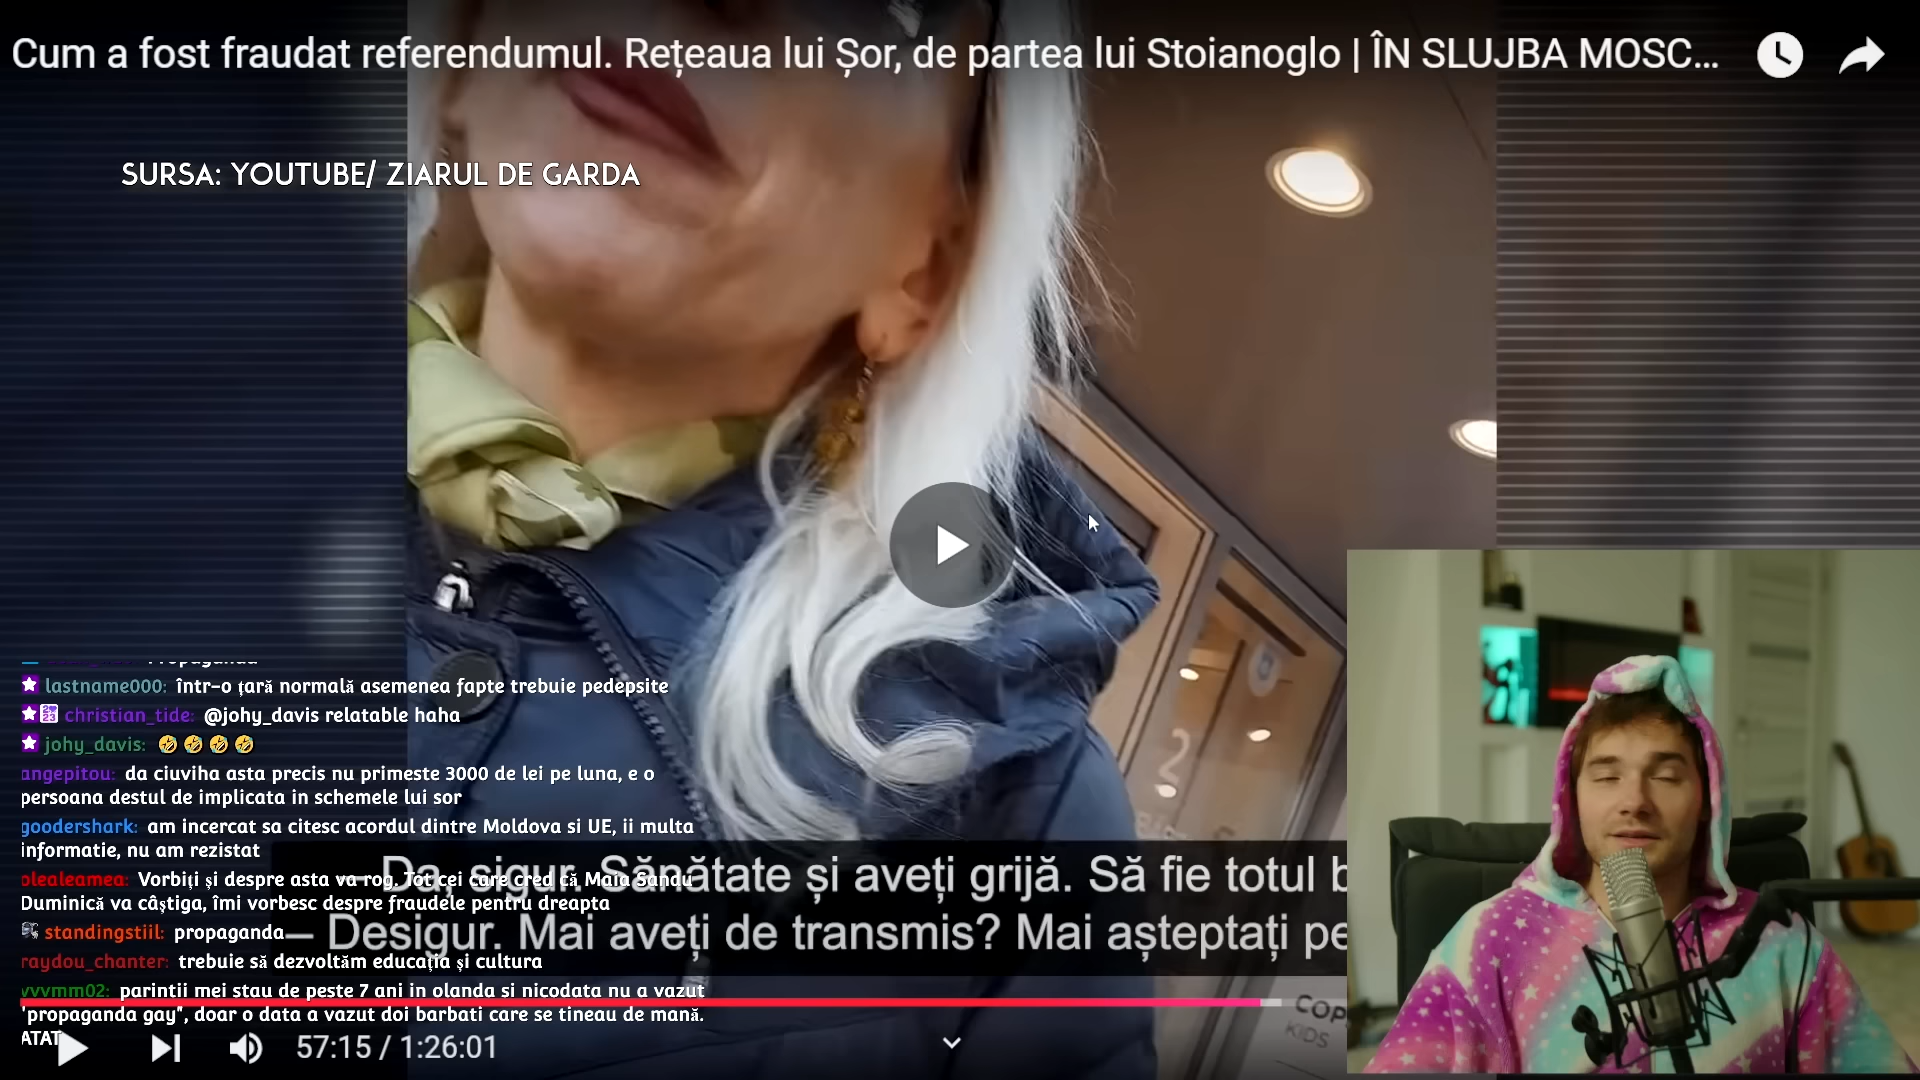 Cum a fost fraudat referendumul. Rețeaua lui Șor, de partea lui Stoianoglo | ÎN SLUJBA MOSC...
SURSA: YOUTUBE/ ZIARUL DE GARDA
Propaganda
lastname000: într-o țară normală asemenea fapte trebuie pedepsite
christian_tide: @johy_davis relatable haha
johy_davis: 🤣🤣🤣🤣
angepitou: da ciuviha asta precis nu primeste 3000 de lei pe luna, e o
persoana destul de implicata in schemele lui sor
goodershark: am incercat sa citesc acordul dintre Moldova si UE, ii multa
informatie, nu am rezistat
olealeamea: Vorbiți și despre asta va rog. Tot cei care cred că Maia Sandu
Duminică va câștiga, îmi vorbesc despre fraudele pentru dreapta
standingstiil: propaganda
raydou_chanter: trebuie să dezvoltăm educația și cultura
vvvmm02: parintii mei stau de peste 7 ani in olanda si nicodata nu a vazut
"propaganda gay", doar o data a vazut doi barbati care se tineau de mană.
ATAT
— Da, sigur. Sănătate și aveți grijă. Să fie totul b
— Desigur. Mai aveți de transmis? Mai așteptați pe
2
COP
KIDS
57:15 / 1:26:01